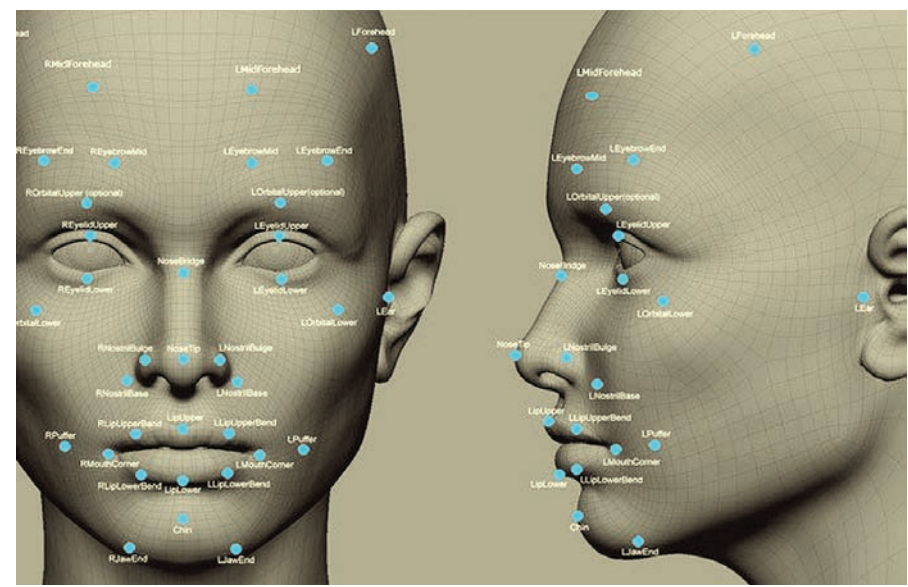 ead
LForehead
RMidForehead
LMidForehead
REyebrowEnd
REyebrowMid
LEyebrowMid
LEyebrowEnd
ROrbitalUpper (optional)
LOrbitalUpper(optional)
REyelidUpper
LEyelidUpper
NoseBridge
REyelidLower
LEyelidLower
rbitalLower
LOrbitalLower
LEar
RNostrilBulge
NoseTip
LNostrilBulge
RNostrilBase
LNostrilBase
RLipUpperBend
LipUpper
LLipUpperBend
RPuffer
LPuffer
RMouthCorner
LMouthCorner
RLipLowerBend
LipLower
LLipLowerBend
Chin
RJawEnd
LJawEnd
LForehead
LMidForehead
LEyebrowMid
LEyebrowEnd
LOrbitalUpper(optional)
LEyelidUpper
NoseBridge
LEyelidLower
LOrbitalLower
LEar
NoseTip
LNostrilBulge
LNostrilBase
LipUpper
LLipUpperBend
LPuffer
LMouthCorner
LipLower
LLipLowerBend
Chin
LJawEnd